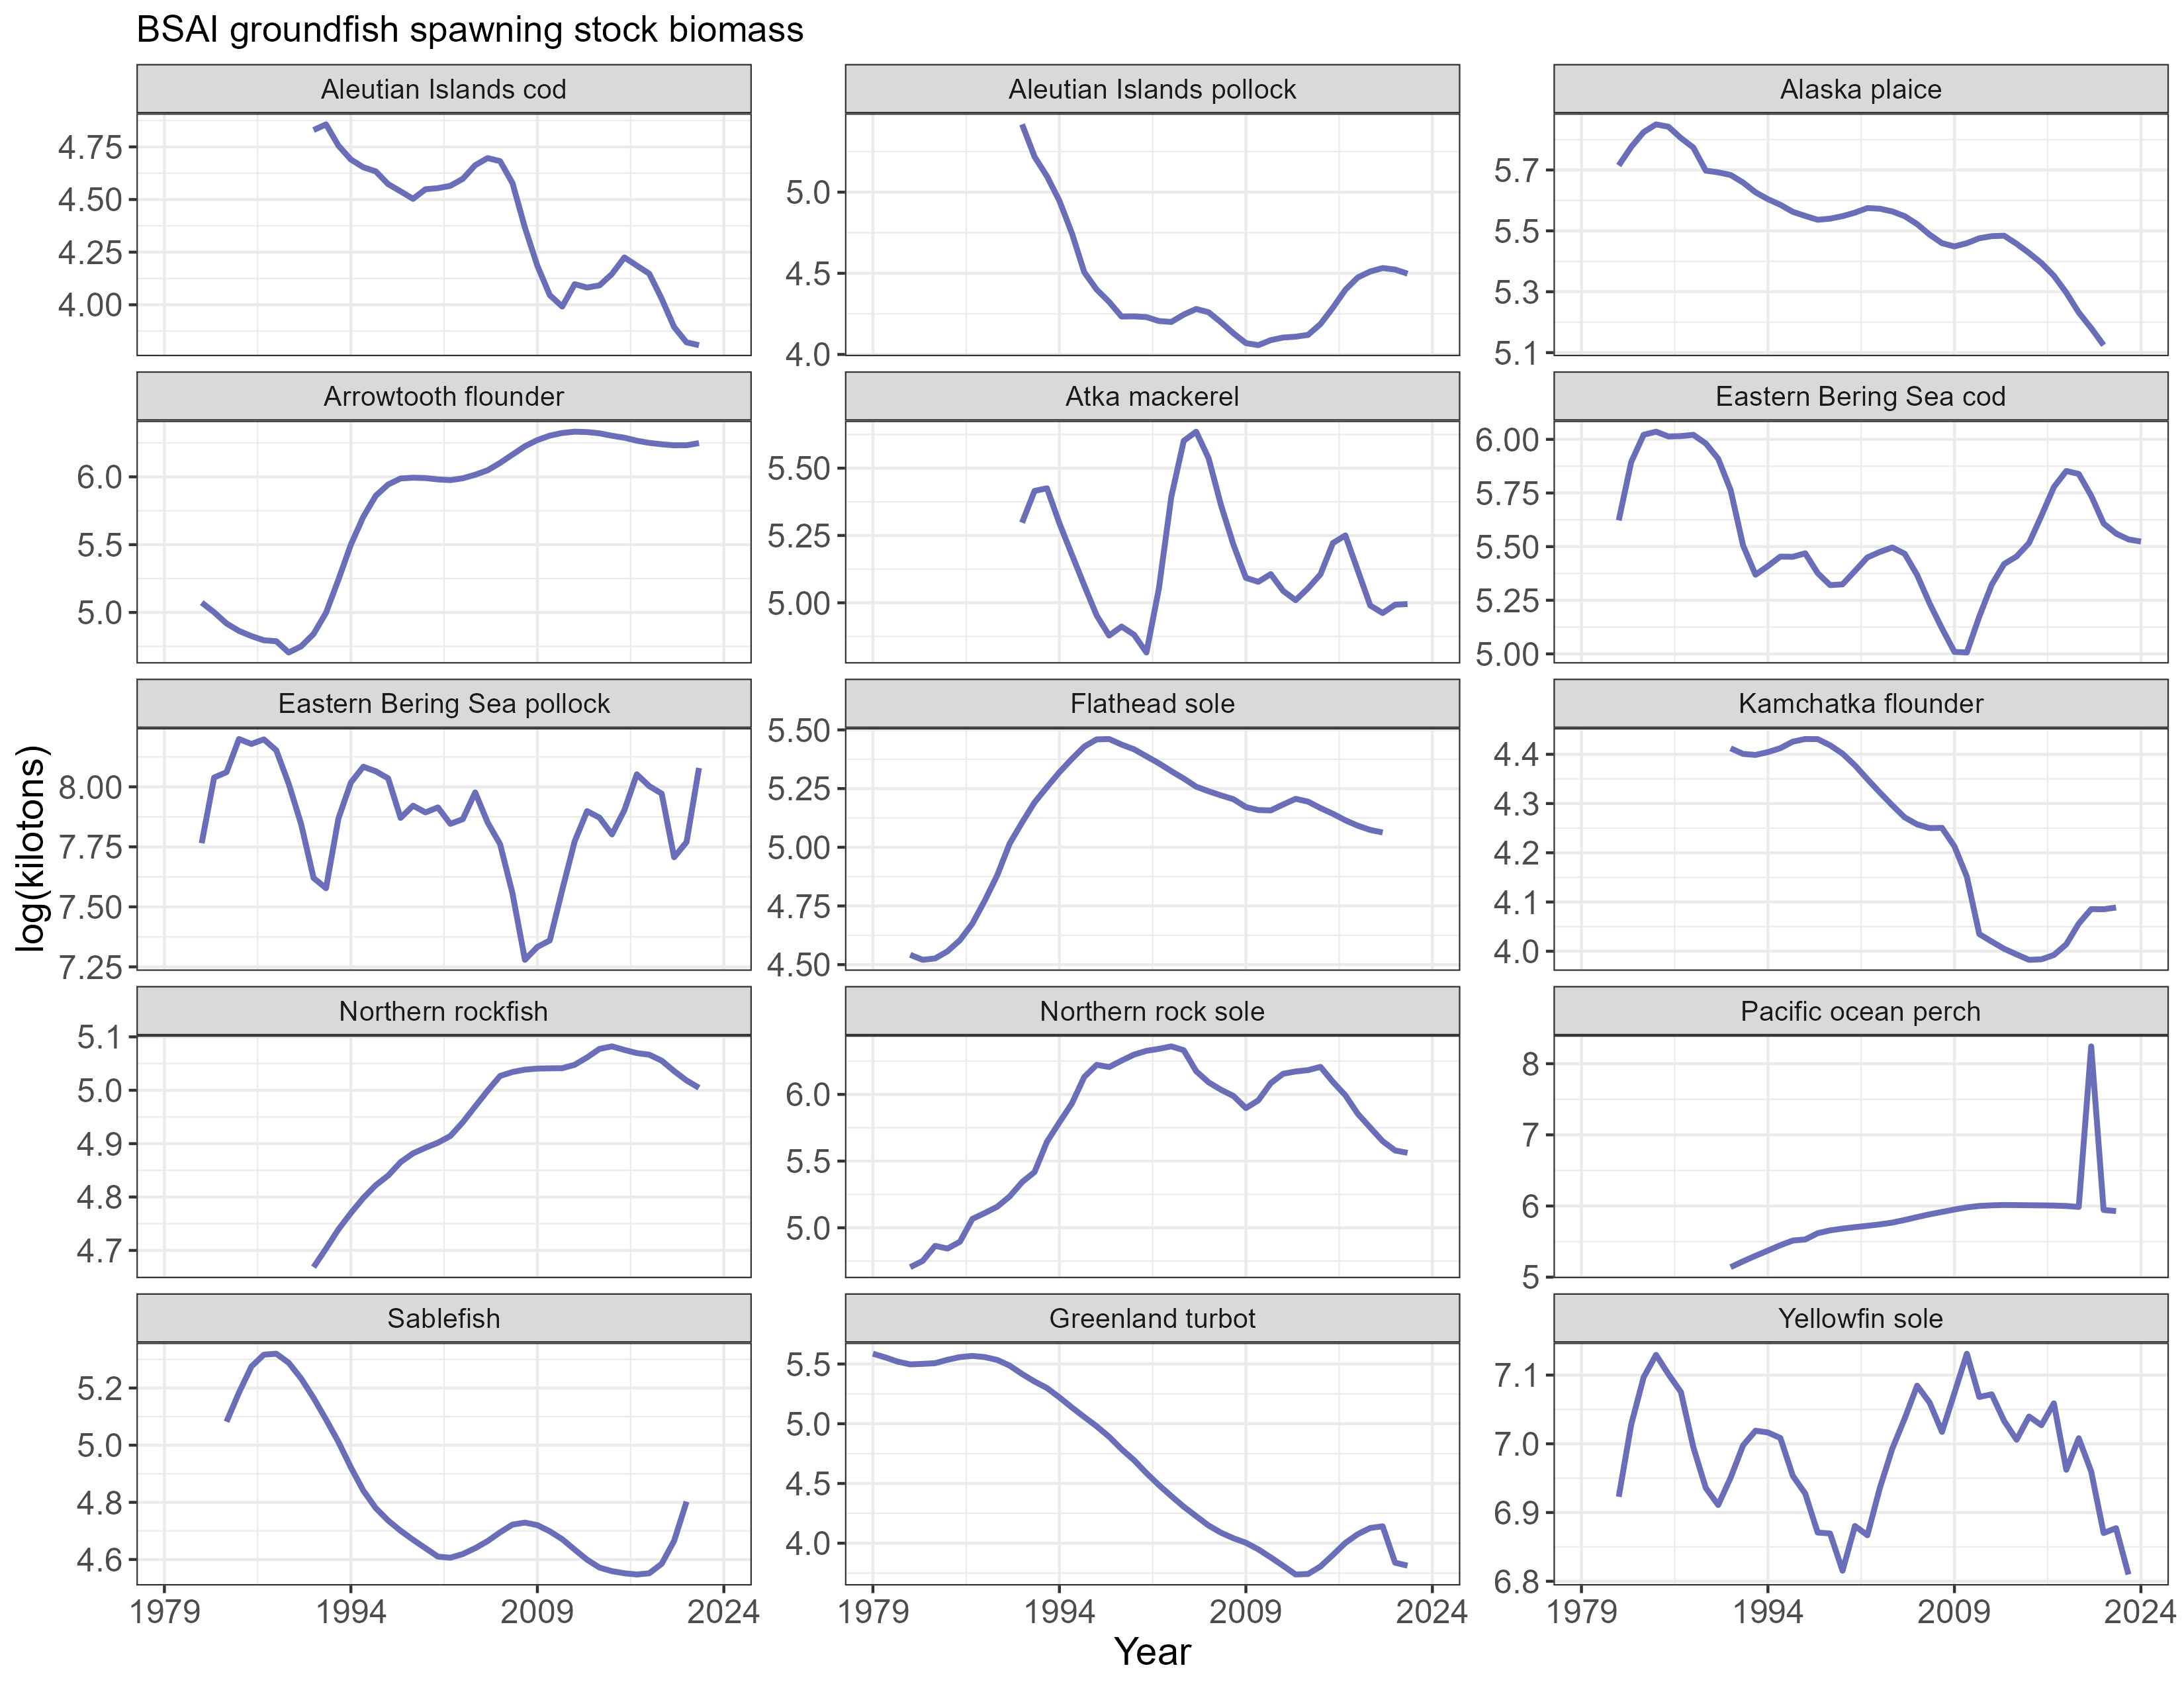 BSAI groundfish spawning stock biomass
Aleutian Islands cod
Aleutian Islands pollock
Alaska plaice
4.75
4.50
4.25
4.00
5.0
4.5
4.0
5.7
5.5
5.3
5.1
Arrowtooth flounder
Atka mackerel
Eastern Bering Sea cod
6.0
5.5
5.0
5.50
5.25
5.00
6.00
5.75
5.50
5.25
5.00
Eastern Bering Sea pollock
Flathead sole
Kamchatka flounder
8.00
7.75
7.50
7.25
5.50
5.25
5.00
4.75
4.50
4.4
4.3
4.2
4.1
4.0
Northern rockfish
Northern rock sole
Pacific ocean perch
5.1
5.0
4.9
4.8
4.7
6.0
5.5
5.0
8
7
6
5
Sablefish
Greenland turbot
Yellowfin sole
5.2
5.0
4.8
4.6
5.5
5.0
4.5
4.0
7.1
7.0
6.9
6.8
1979 1994 2009 2024
1979 1994 2009 2024
1979 1994 2009 2024
Year
log(kilotons)